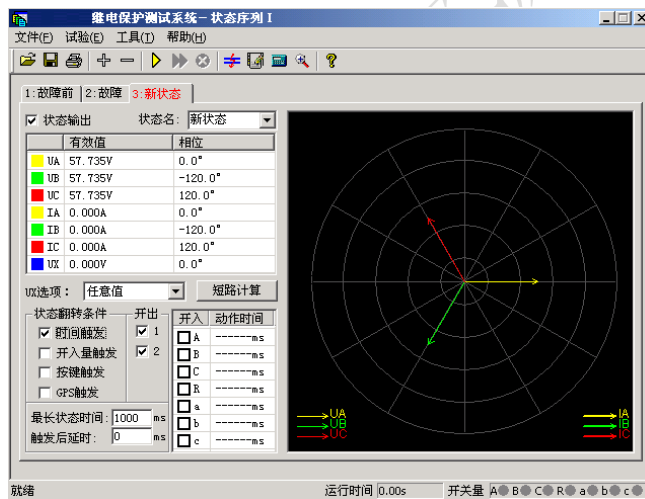 继电保护测试系统-状态序列 I
文件(F) 试验(E) 工具(T) 帮助(H)
1:故障前 2:故障 3:新状态
状态输出 状态名: 新状态
有效值 相位
UA 57.735V 0.0°
UB 57.735V -120.0°
UC 57.735V 120.0°
IA 0.000A 0.0°
IB 0.000A -120.0°
IC 0.000A 120.0°
UX 0.000V 0.0°
UX选项: 任意值 短路计算
状态翻转条件 开出 开入 动作时间
时间触发 1 A ------ms
开入量触发 2 B ------ms
按键触发 C ------ms
GPS触发 R ------ms
最长状态时间: 1000 ms a ------ms
触发后延时: 0 ms b ------ms
c ------ms
UA IA
UB IB
UC IC
就绪 运行时间 0.00s 开关量 A B C R a b c